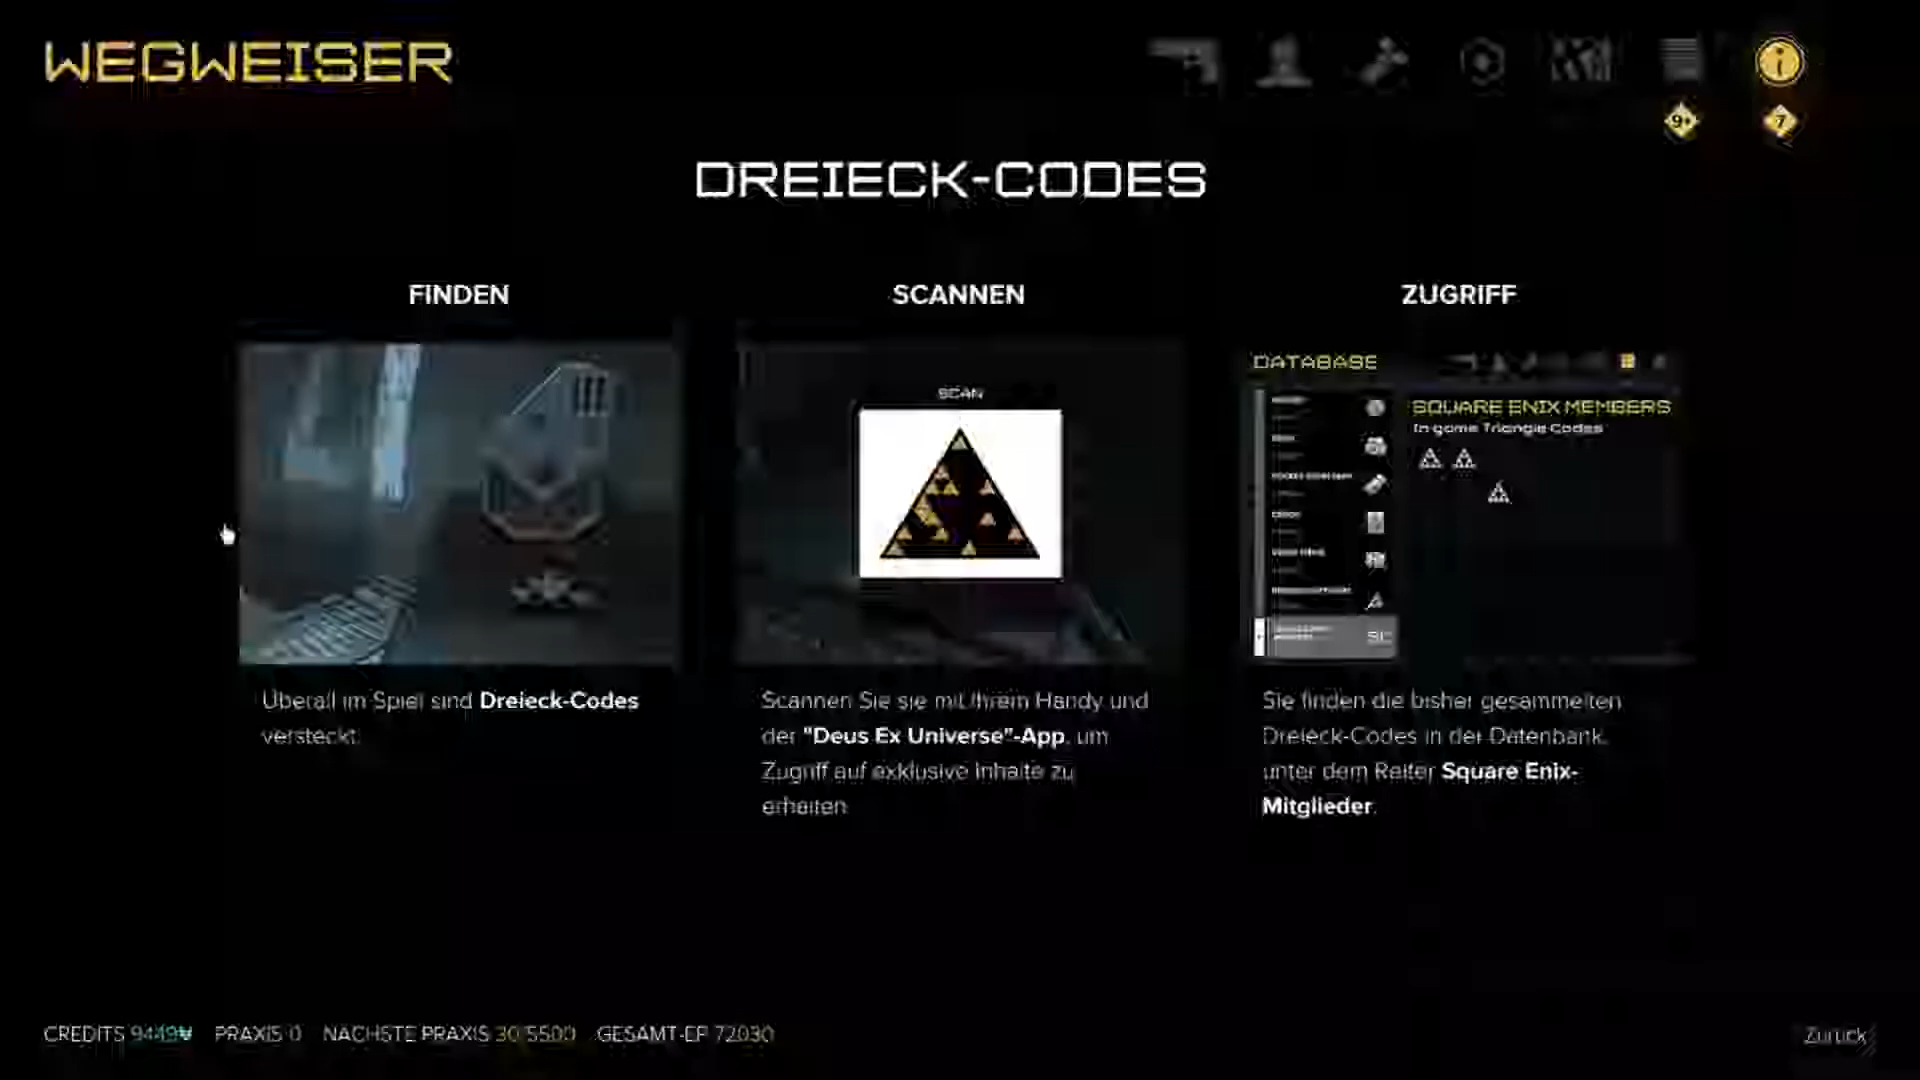 WEGWEISER
9+
7
DREIECK-CODES
FINDEN
SCANNEN
ZUGRIFF
SCAN
DATABASE
SQUARE ENIX MEMBERS
In-game Triangle Codes
Überall im Spiel sind Dreieck-Codes
versteckt.
Scannen Sie sie mit Ihrem Handy und
der "Deus Ex Universe"-App, um
Zugriff auf exklusive Inhalte zu
erhalten
Sie finden die bisher gesammelten
Dreieck-Codes in der Datenbank,
unter dem Reiter Square Enix-
Mitglieder.
CREDITS 9449 PRAXIS 0 NÄCHSTE PRAXIS 30/5500 GESAMT-EP 72030
Zurück